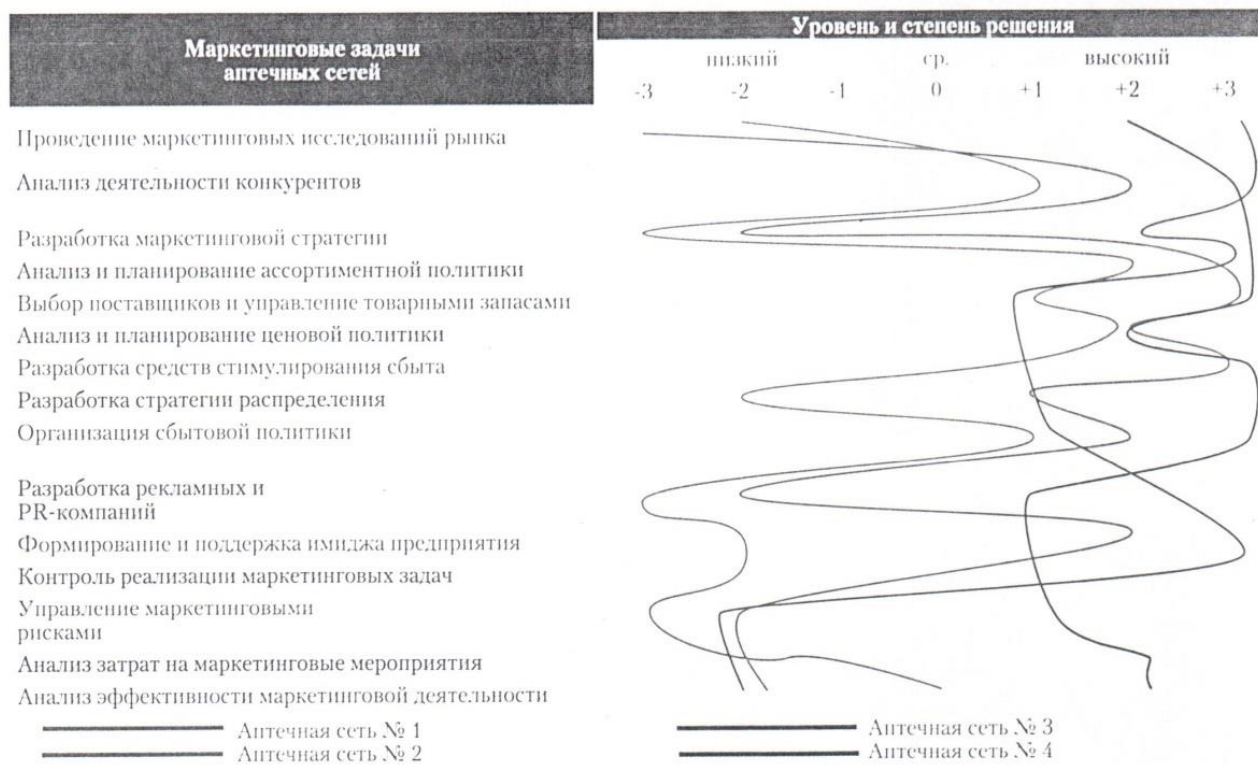 Маркетинговые задачи
аптечных сетей
Уровень и степень решения
низкий ср. высокий
-3 -2 -1 0 +1 +2 +3
Проведение маркетинговых исследований рынка
Анализ деятельности конкурентов
Разработка маркетинговой стратегии
Анализ и планирование ассортиментной политики
Выбор поставщиков и управление товарными запасами
Анализ и планирование ценовой политики
Разработка средств стимулирования сбыта
Разработка стратегии распределения
Организация сбытовой политики
Разработка рекламных и
PR-компаний
Формирование и поддержка имиджа предприятия
Контроль реализации маркетинговых задач
Управление маркетинговыми
рисками
Анализ затрат на маркетинговые мероприятия
Анализ эффективности маркетинговой деятельности
Аптечная сеть № 1
Аптечная сеть № 2
Аптечная сеть № 3
Аптечная сеть № 4